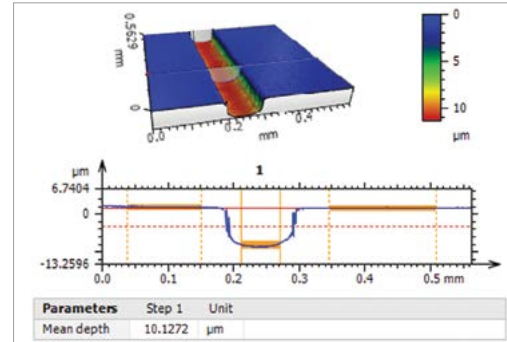 0.5629
mm
0
0.0
0.2
mm
0.4
0
5
10
µm
µm
1
6.7404
0
-13.2596
0.0 0.1 0.2 0.3 0.4 0.5 mm
Parameters Step 1 Unit
Mean depth 10.1272 µm